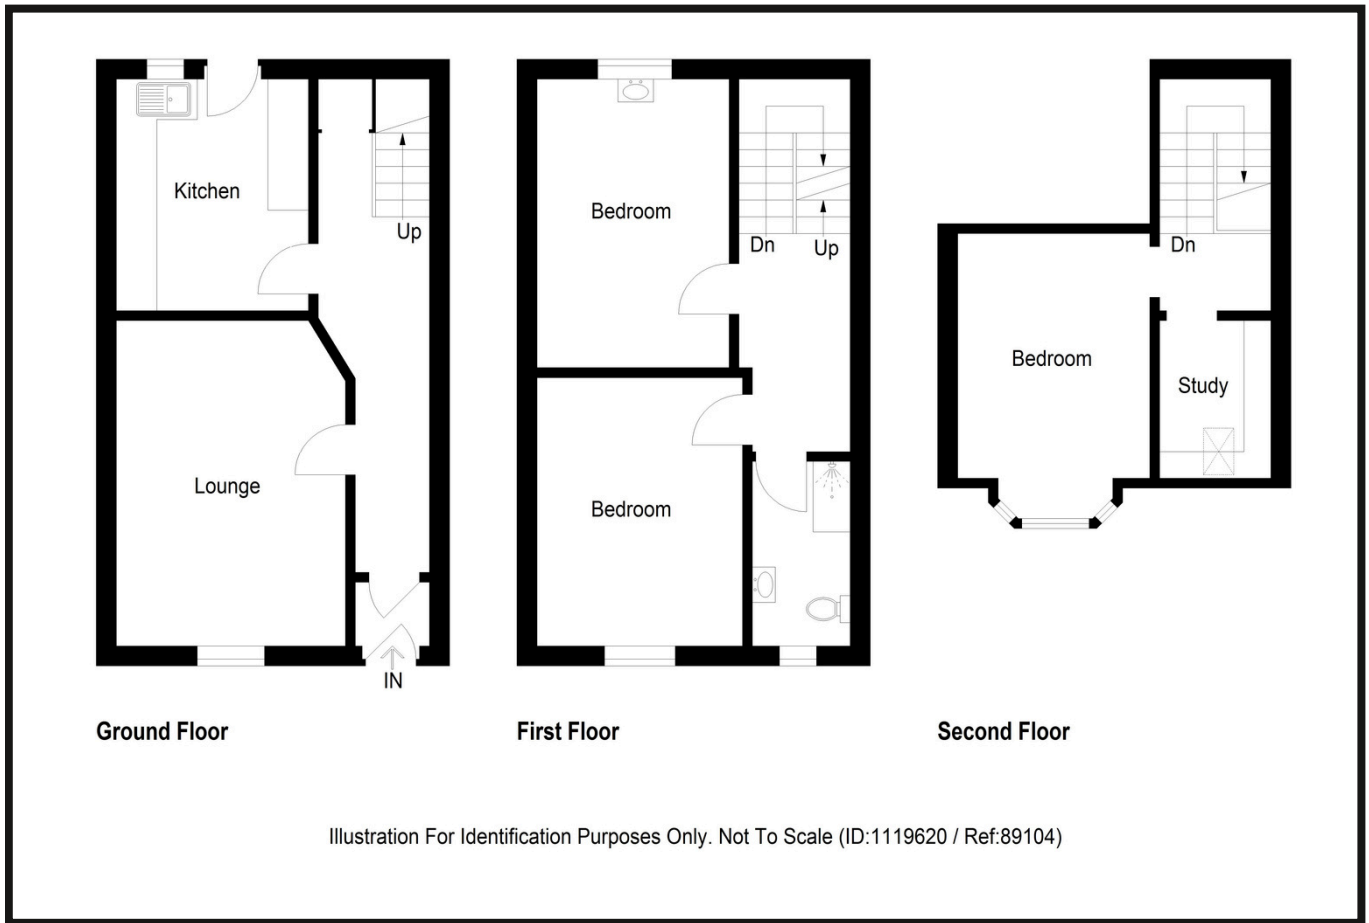 Kitchen
Up
Lounge
IN
Ground Floor
Bedroom
Dn
Up
Bedroom
First Floor
Dn
Bedroom
Study
Second Floor
Illustration For Identification Purposes Only. Not To Scale (ID:1119620 / Ref:89104)